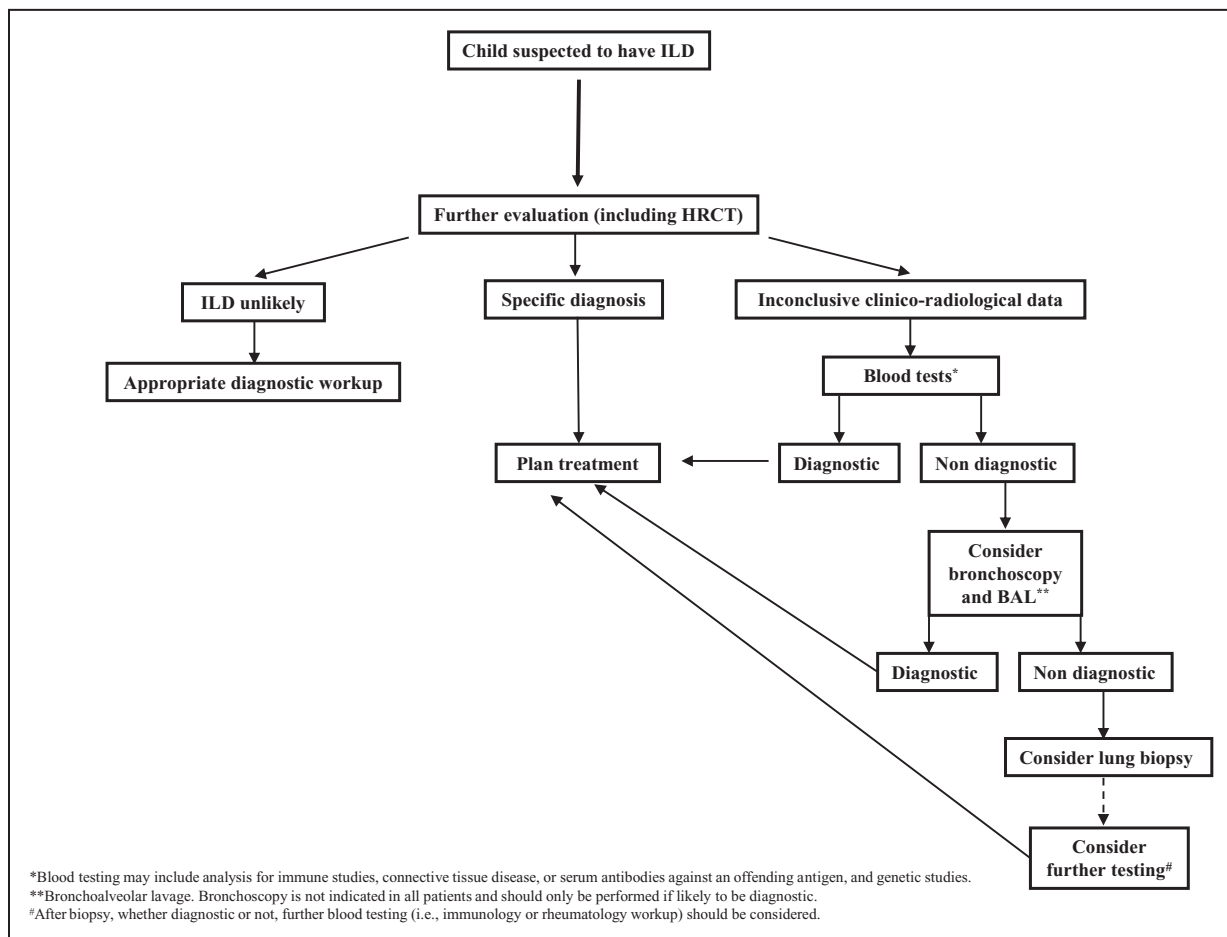 Child suspected to have ILD
Further evaluation (including HRCT)
ILD unlikely
Specific diagnosis
Inconclusive clinico-radiological data
Appropriate diagnostic workup
Blood tests*
Plan treatment
Diagnostic
Non diagnostic
Consider
bronchoscopy
and BAL**
Diagnostic
Non diagnostic
Consider lung biopsy
Consider
further testing#
*Blood testing may include analysis for immune studies, connective tissue disease, or serum antibodies against an offending antigen, and genetic studies.
**Bronchoalveolar lavage. Bronchoscopy is not indicated in all patients and should only be performed if likely to be diagnostic.
#After biopsy, whether diagnostic or not, further blood testing (i.e., immunology or rheumatology workup) should be considered.